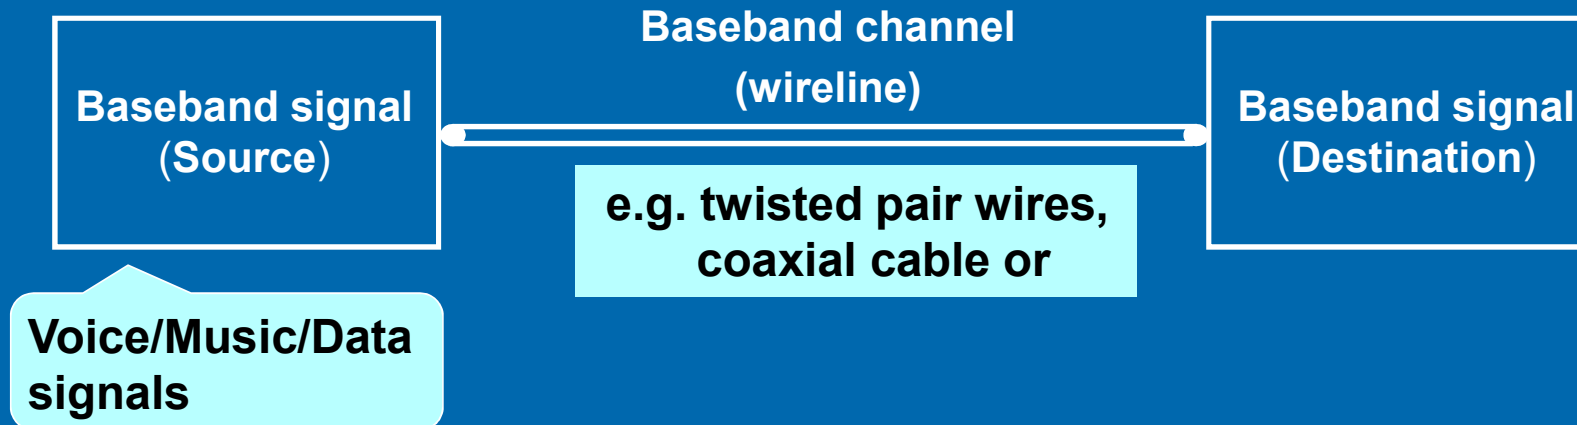 Baseband channel
(wireline)
Baseband signal
(Source)
Baseband signal
(Destination)
e.g. twisted pair wires,
coaxial cable or
Voice/Music/Data
signals